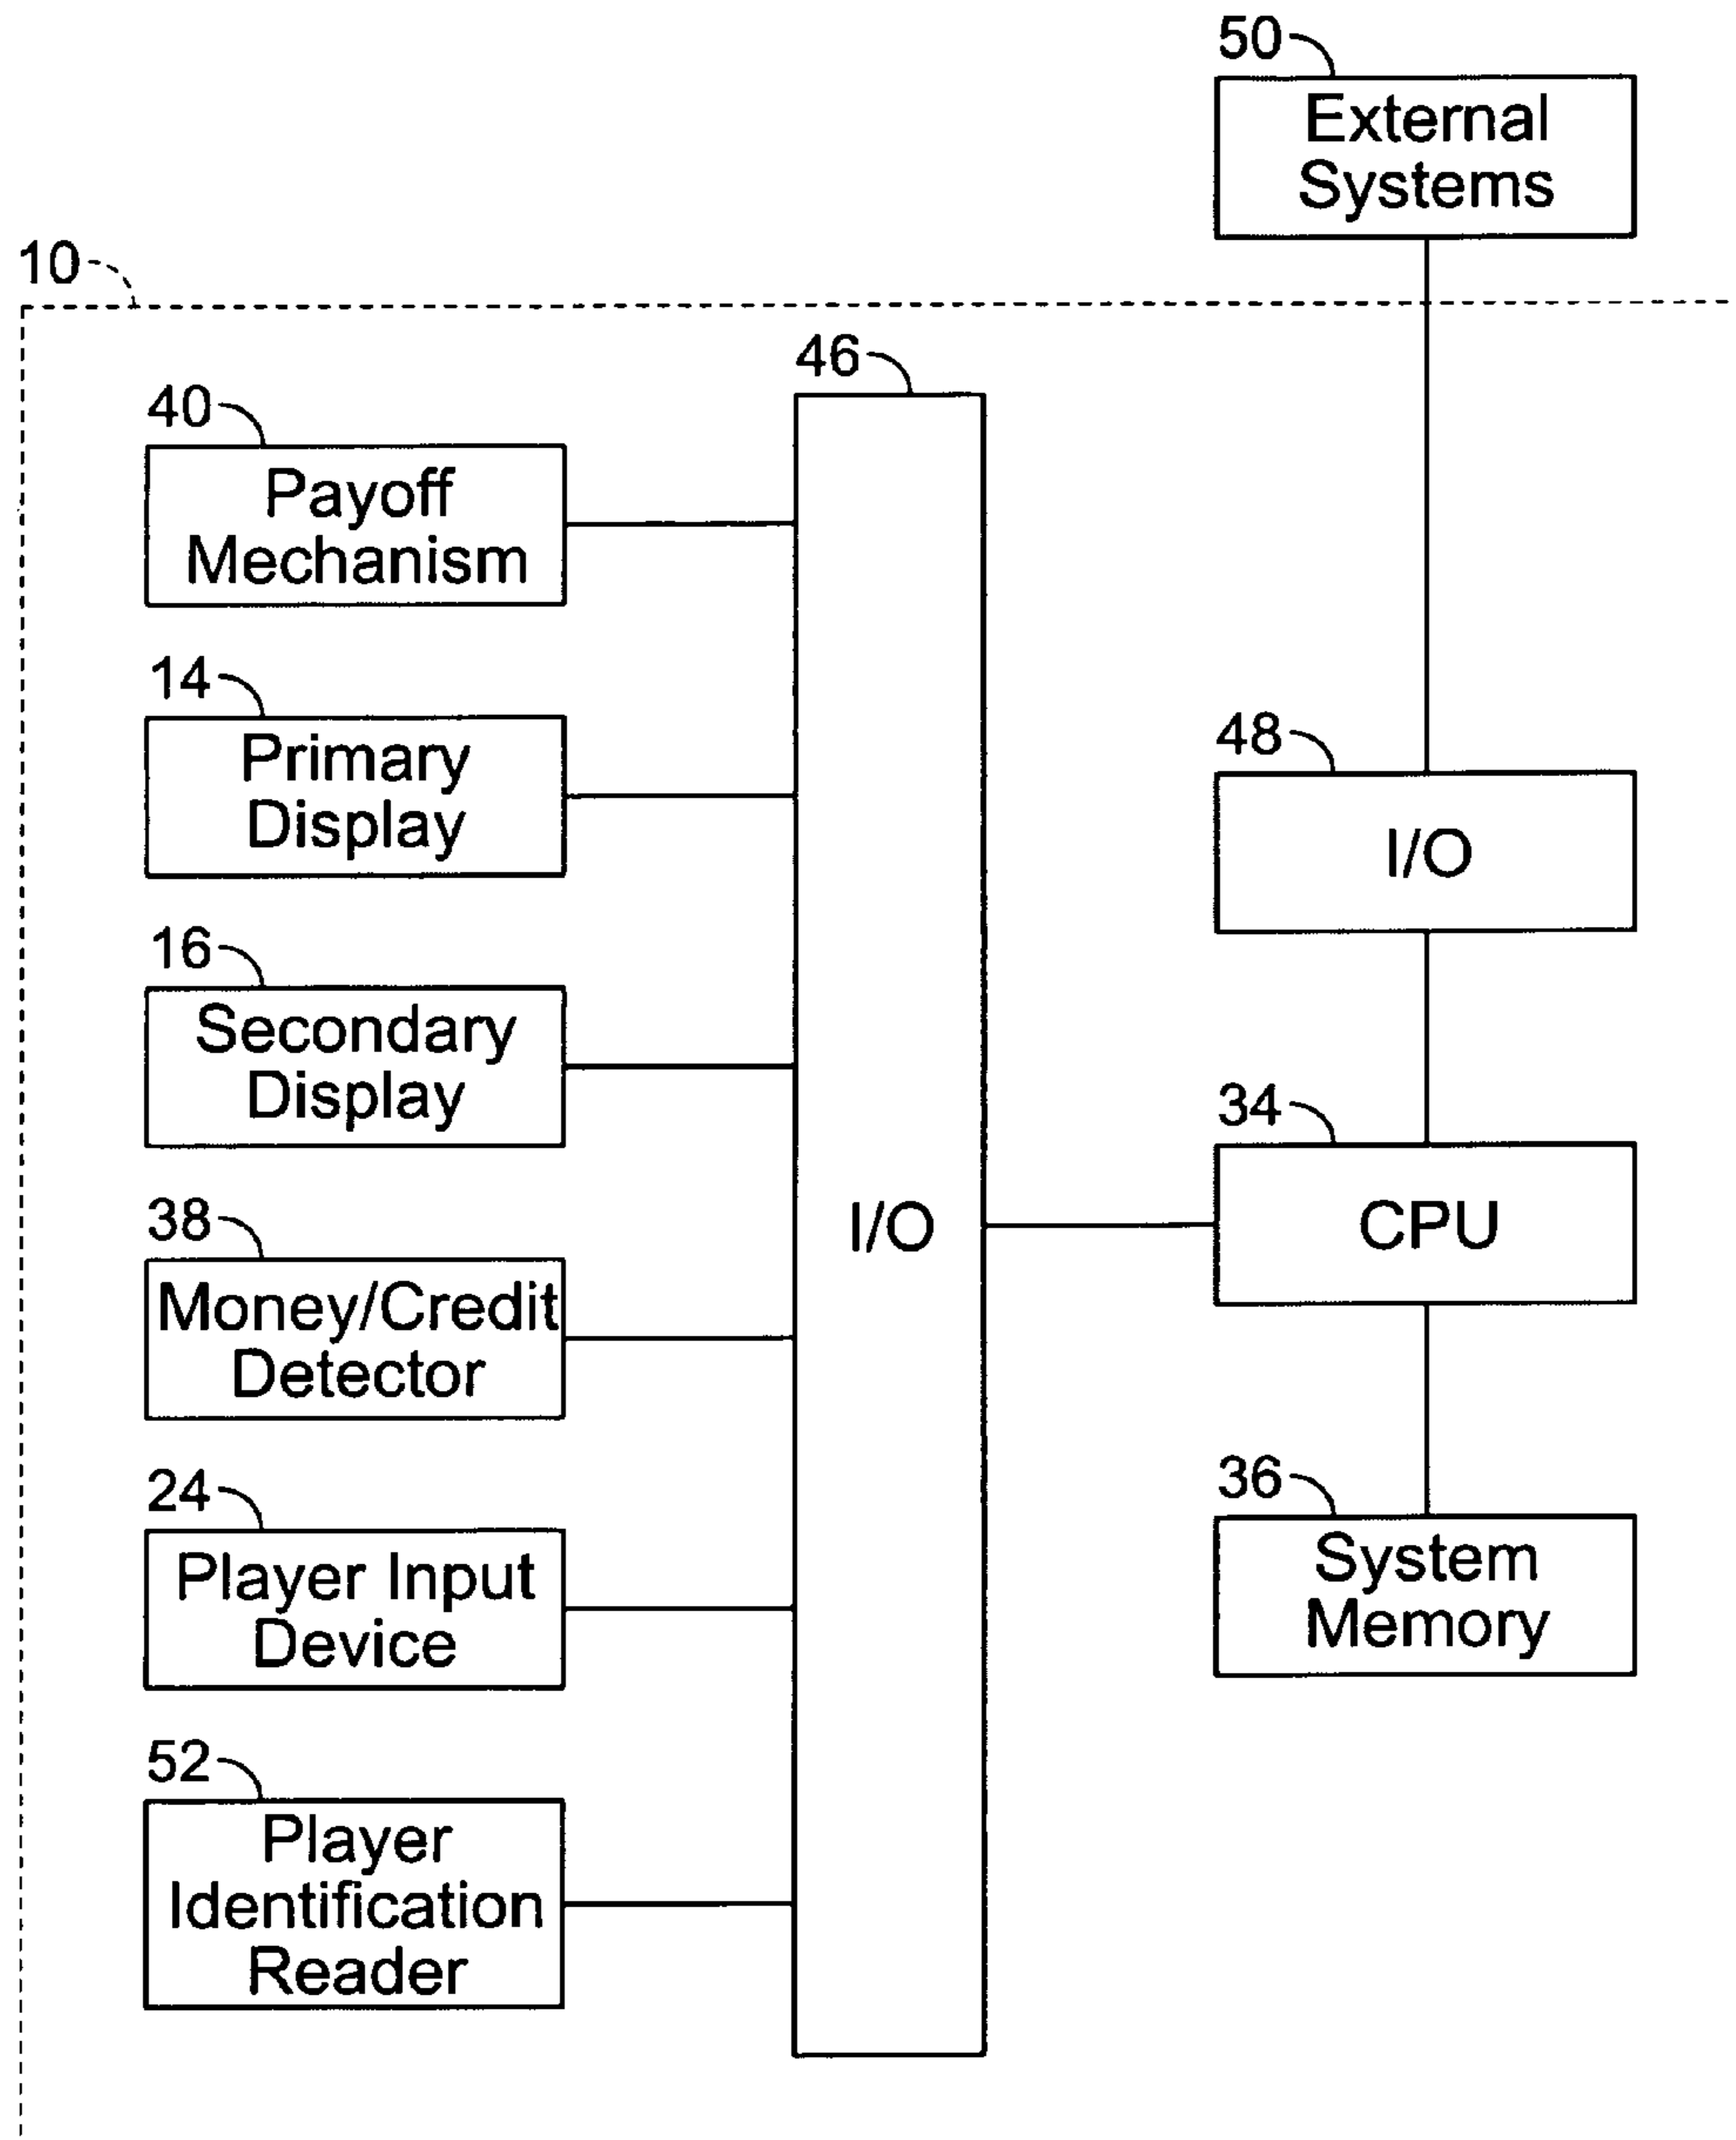 50
External
Systems
10
46
40
Payoff
Mechanism
14
Primary
Display
48
I/O
16
Secondary
Display
34
CPU
38
Money/Credit
Detector
I/O
24
Player Input
Device
36
System
Memory
52
Player
Identification
Reader